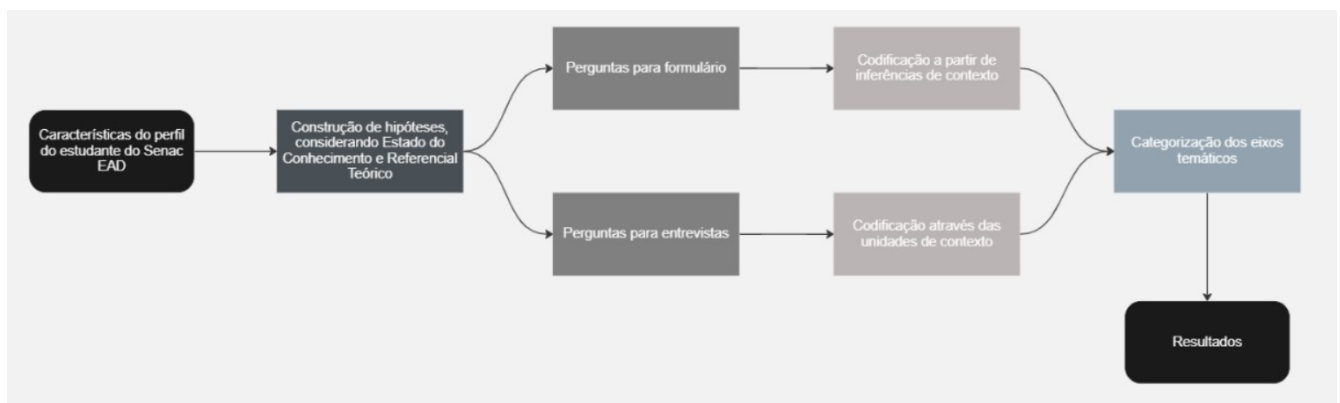 Características do perfil
do estudante do Senac
EAD
Construção de hipóteses,
considerando Estado do
Conhecimento e Referencial
Teórico
Perguntas para formulário
Codificação a partir de
inferências de contexto
Perguntas para entrevistas
Codificação através das
unidades de contexto
Categorização dos eixos
temáticos
Resultados